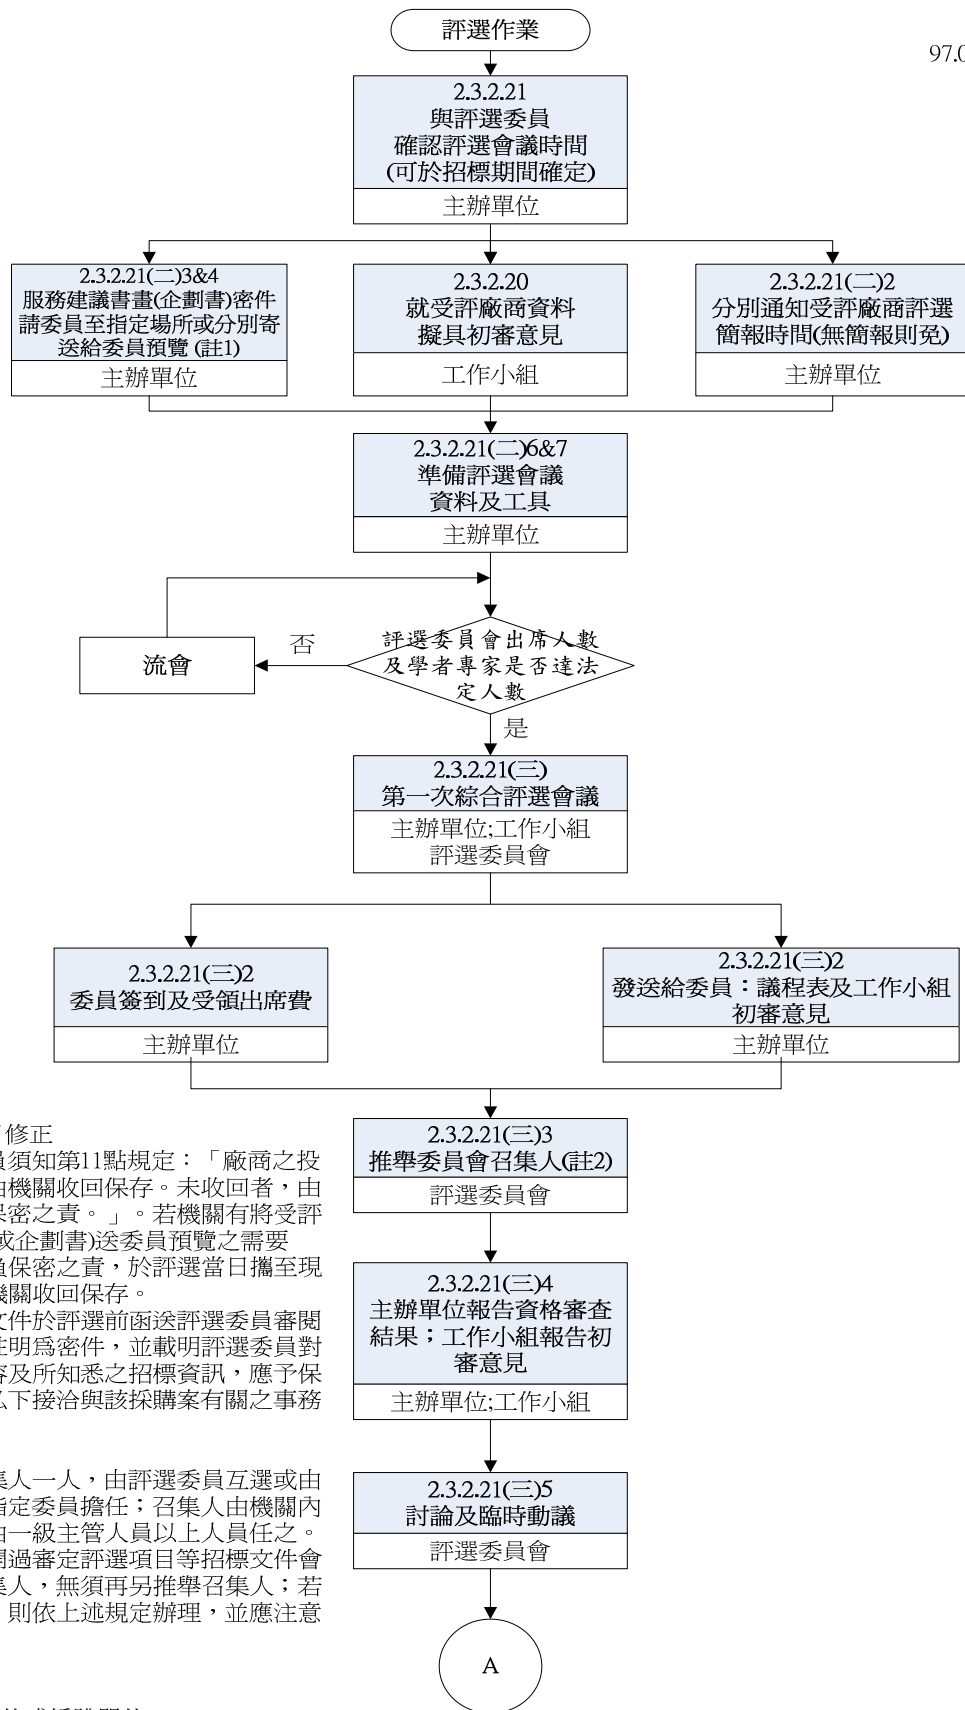 評選作業
97.0
2.3.2.21
與評選委員
確認評選會議時間
(可於招標期間確定)
主辦單位
2.3.2.21(二)3&4
服務建議書畫(企劃書)密件
請委員至指定場所或分別寄
送給委員預覽 (註1)
主辦單位
2.3.2.20
就受評廠商資料
擬具初審意見
工作小組
2.3.2.21(二)2
分別通知受評廠商評選
簡報時間(無簡報則免)
主辦單位
2.3.2.21(二)6&7
準備評選會議
資料及工具
主辦單位
流會
否
評選委員會出席人數
及學者專家是否達法
定人數
是
2.3.2.21(三)
第一次綜合評選會議
主辦單位;工作小組
評選委員會
2.3.2.21(三)2
委員簽到及受領出席費
主辦單位
2.3.2.21(三)2
發送給委員：議程表及工作小組
初審意見
主辦單位
2.3.2.21(三)3
推舉委員會召集人(註2)
評選委員會
2.3.2.21(三)4
主辦單位報告資格審查
結果；工作小組報告初
審意見
主辦單位;工作小組
2.3.2.21(三)5
討論及臨時動議
評選委員會
A
修正
員須知第11點規定：「廠商之投
由機關收回保存。未收回者，由
保密之責。」。若機關有將受評
或企劃書)送委員預覽之需要
負保密之責，於評選當日攜至現
機關收回保存。
文件於評選前函送評選委員審閱
註明為密件，並載明評選委員對
容及所知悉之招標資訊，應予保
私下接洽與該採購案有關之事務
集人一人，由評選委員互選或由
指定委員擔任；召集人由機關內
由一級主管人員以上人員任之。
開過審定評選項目等招標文件會
集人，無須再另推舉召集人；若
則依上述規定辦理，並應注意